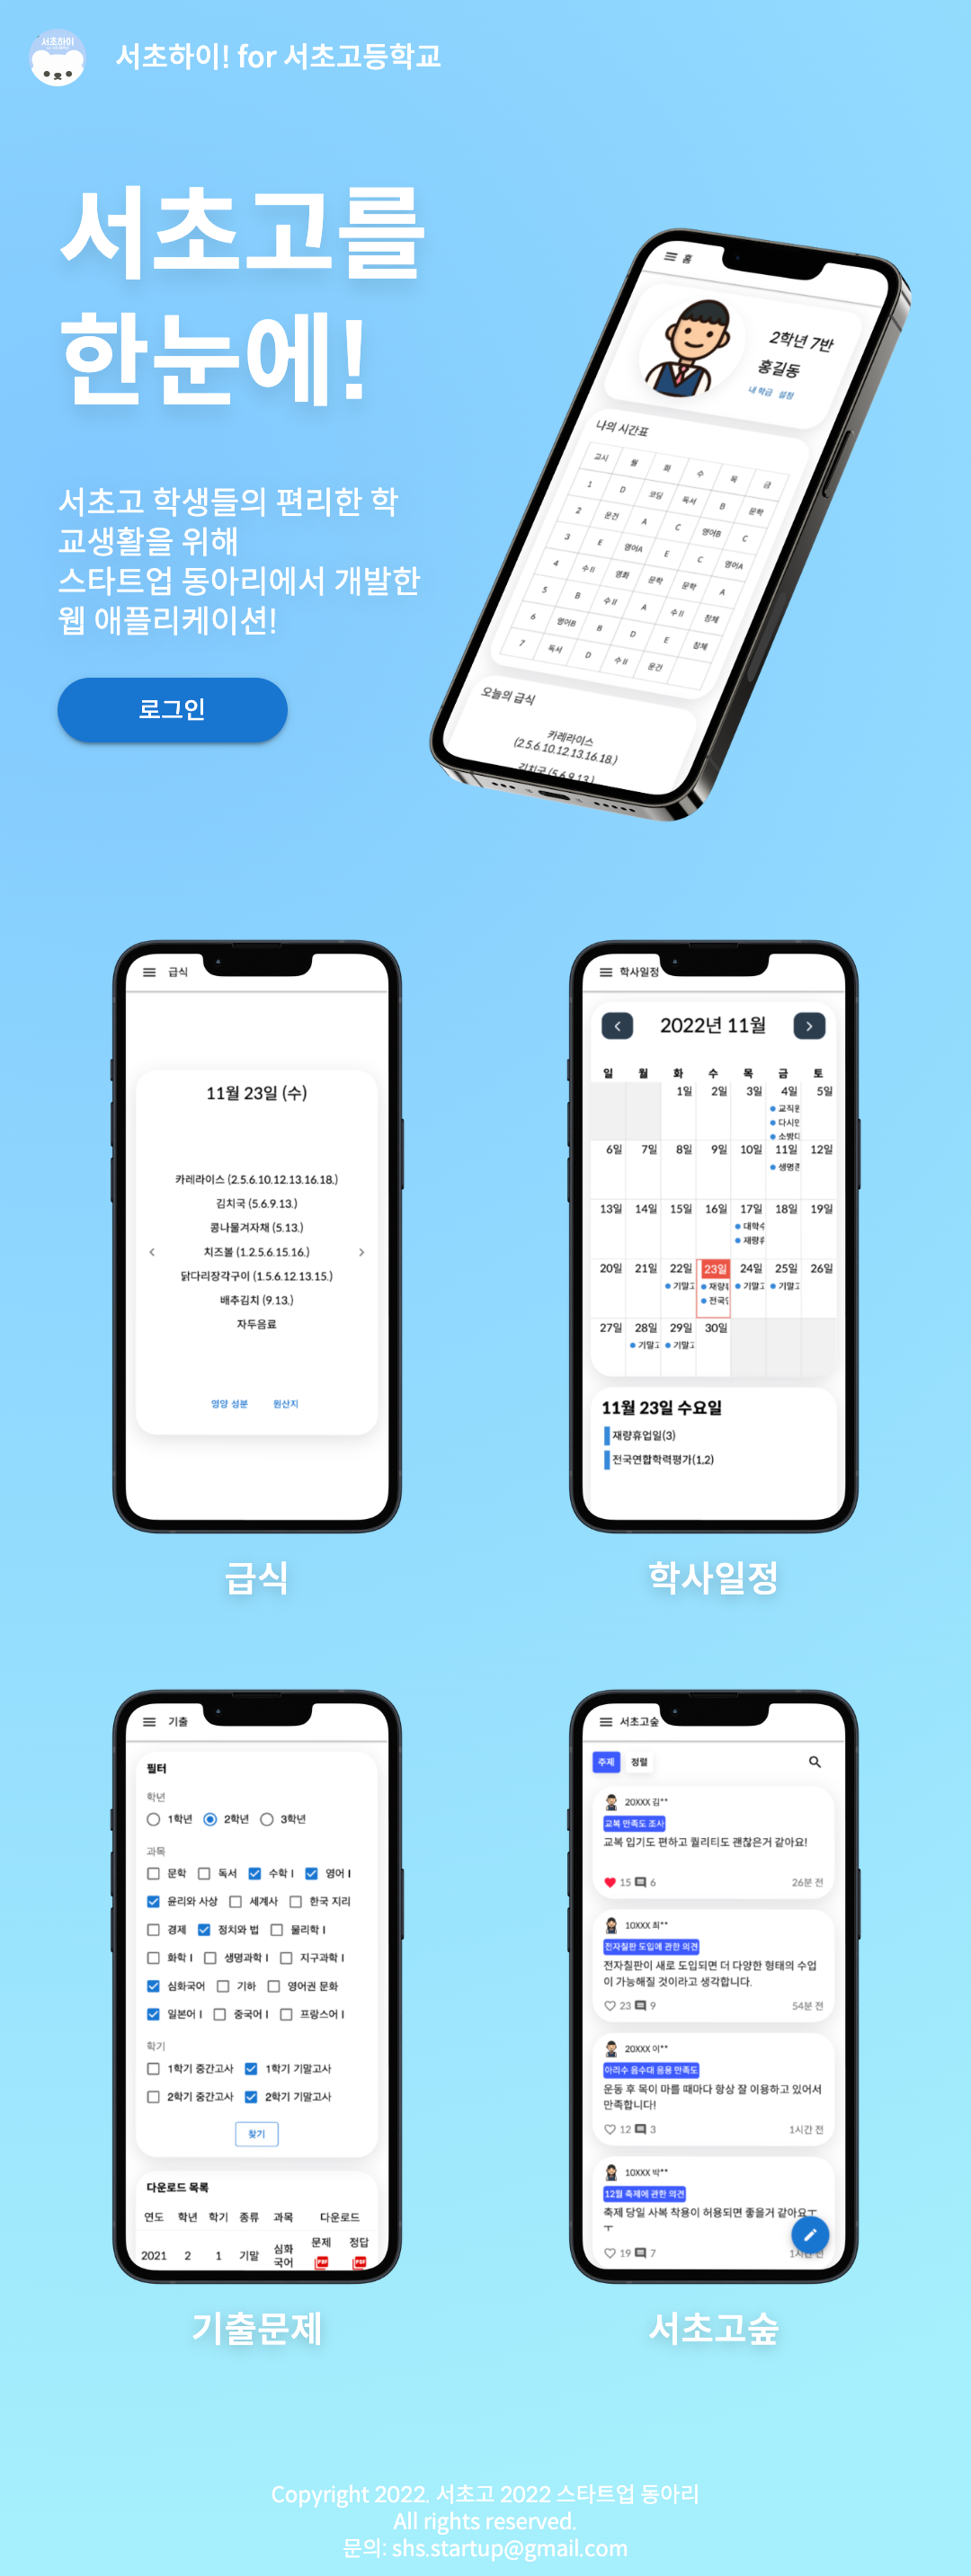 서초하이
서초하이! for 서초고등학교
서초고를
한눈에!
서초고 학생들의 편리한 학
교생활을 위해
스타트업 동아리에서 개발한
웹 애플리케이션!
로그인
홈
2학년 7반
홍길동
내 학급 설정
나의 시간표
교시 월 화 수 목 금
1 D 코딩 독서 B 문학
2 운건 A C 영어B C
3 E 영어A E C 영어A
4 수II 영화 문학 문학 A
5 B 수II A 수II 창체
6 영어B B D E 창체
7 독서 D 수II 운건
오늘의 급식
카레라이스
(2.5.6.10.12.13.16.18.)
김치국 (5.6.9.13.)
급식
11월 23일 (수)
카레라이스 (2.5.6.10.12.13.16.18.)
김치국 (5.6.9.13.)
콩나물겨자채 (5.13.)
치즈볼 (1.2.5.6.15.16.)
닭다리장각구이 (1.5.6.12.13.15.)
배추김치 (9.13.)
자두음료
영양 성분 원산지
급식
학사일정
2022년 11월
일 월 화 수 목 금 토
1일 2일 3일 4일 5일
교직원
다시만
소방대
6일 7일 8일 9일 10일 11일 12일
생명존
13일 14일 15일 16일 17일 18일 19일
대학수
재량휴
20일 21일 22일 23일 24일 25일 26일
기말고 재량휴 기말고 기말고
전국연
27일 28일 29일 30일
기말고 기말고
11월 23일 수요일
재량휴업일(3)
전국연합학력평가(1,2)
학사일정
기출
필터
학년
1학년 2학년 3학년
과목
문학 독서 수학 I 영어 I
윤리와 사상 세계사 한국 지리
경제 정치와 법 물리학 I
화학 I 생명과학 I 지구과학 I
심화국어 기하 영어권 문화
일본어 I 중국어 I 프랑스어 I
학기
1학기 중간고사 1학기 기말고사
2학기 중간고사 2학기 기말고사
찾기
다운로드 목록
연도 학년 학기 종류 과목 다운로드
2021 2 1 기말 심화국어 문제 정답
PDF PDF
기출문제
서초고숲
주제 정렬
20XXX 김**
교복 만족도 조사
교복 입기도 편하고 퀄리티도 괜찮은거 같아요!
15 6 26분 전
10XXX 최**
전자칠판 도입에 관한 의견
전자칠판이 새로 도입되면 더 다양한 형태의 수업
이 가능해질 것이라고 생각합니다.
23 9 54분 전
20XXX 이**
아리수 음수대 음용 만족도
운동 후 목이 마를 때마다 항상 잘 이용하고 있어서
만족합니다!
12 3 1시간 전
10XXX 박**
12월 축제에 관한 의견
축제 당일 사복 착용이 허용되면 좋을거 같아요ㅜ
ㅜ
19 7 1시간 전
서초고숲
Copyright 2022. 서초고 2022 스타트업 동아리
All rights reserved.
문의: shs.startup@gmail.com